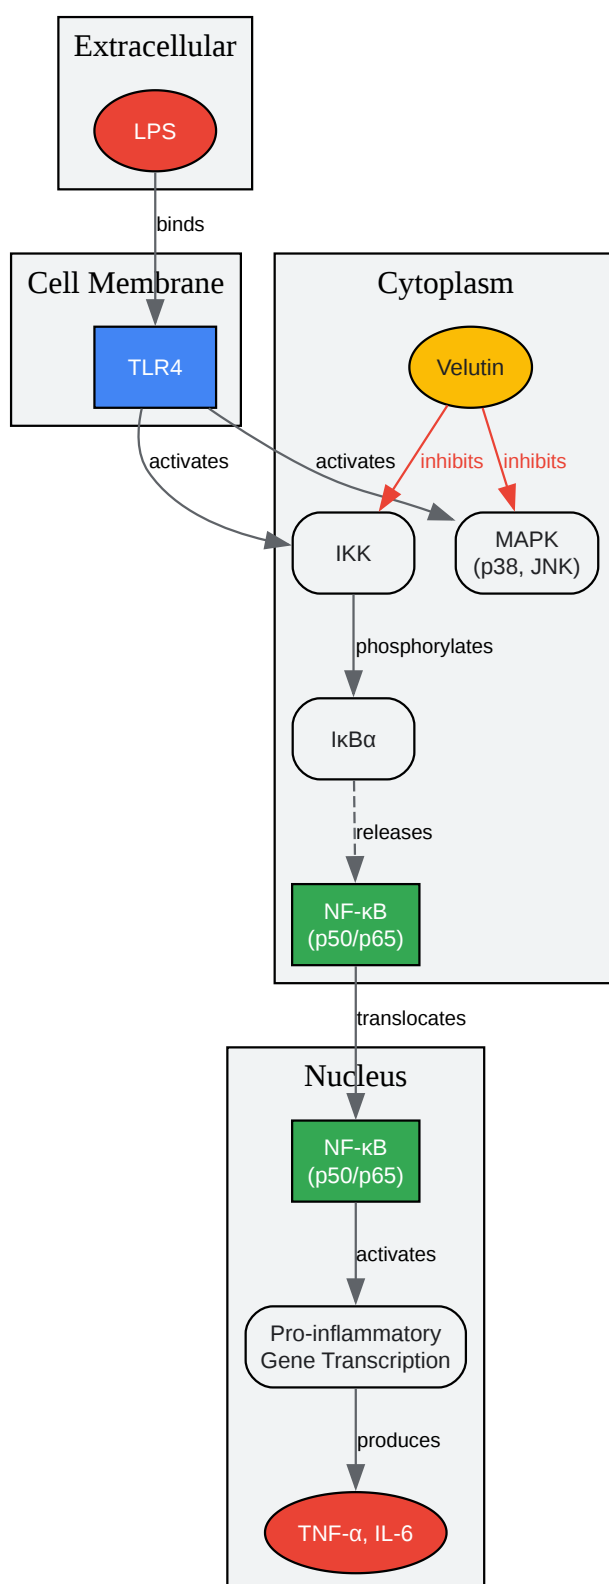 Extracellular
LPS
binds
Cell Membrane
TLR4
Cytoplasm
Velutin
activates
activates
inhibits
inhibits
IKK
MAPK
(p38, JNK)
phosphorylates
IκBα
releases
NF-κB
(p50/p65)
translocates
Nucleus
NF-κB
(p50/p65)
activates
Pro-inflammatory
Gene Transcription
produces
TNF-α, IL-6